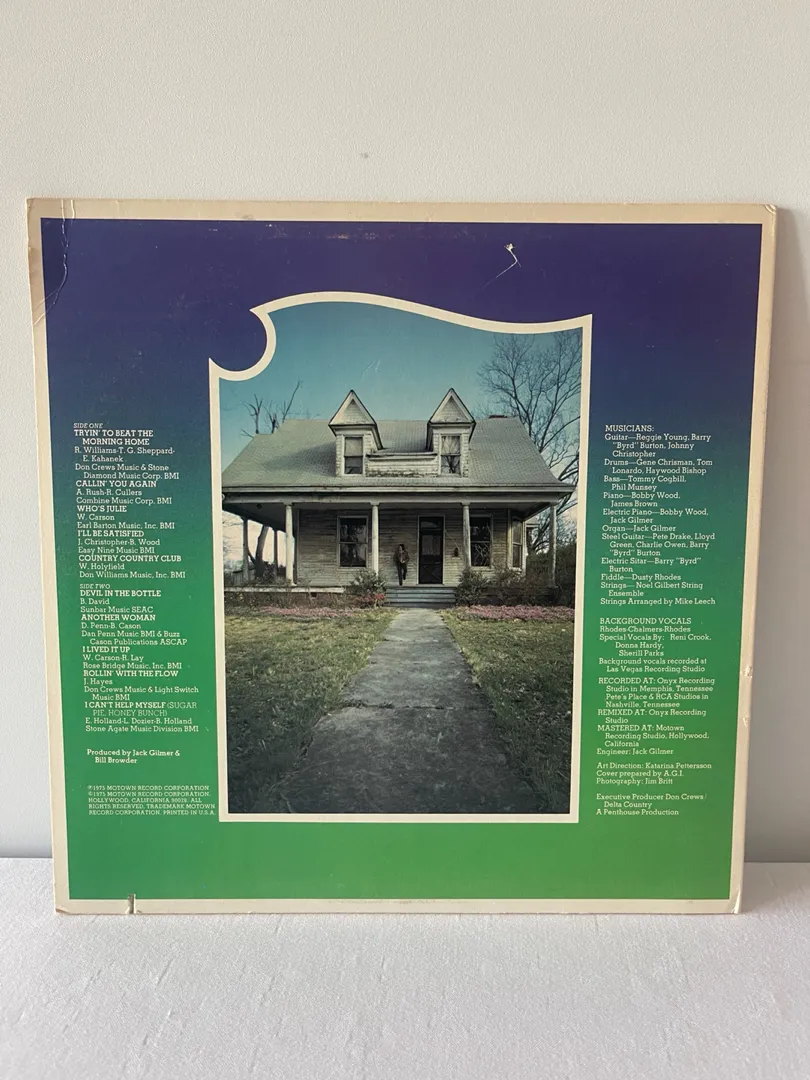 SIDE ONE
TRYIN' TO BEAT THE
MORNING HOME
R. Williams-T. G. Sheppard-
E. Kahanek
Don Crews Music & Stone
Diamond Music Corp. BMI
CALLIN' YOU AGAIN
A. Rush-R. Cullers
Combine Music Corp. BMI
WHO'S JULIE
W. Carson
Earl Barton Music, Inc. BMI
I'LL BE SATISFIED
J. Christopher-B. Wood
Easy Nine Music BMI
COUNTRY COUNTRY CLUB
W. Holyfield
Don Williams Music, Inc. BMI
SIDE TWO
DEVIL IN THE BOTTLE
B. David
Sunbar Music SEAC
ANOTHER WOMAN
D. Penn-B. Cason
Dan Penn Music BMI & Buzz
Cason Publications ASCAP
I LIVED IT UP
W. Carson-R. Lay
Rose Bridge Music, Inc. BMI
ROLLIN' WITH THE FLOW
J. Hayes
Don Crews Music & Light Switch
Music BMI
I CAN'T HELP MYSELF (SUGAR
PIE, HONEY BUNCH)
E. Holland-L. Dozier-B. Holland
Stone Agate Music Division BMI
Produced by Jack Gilmer &
Bill Browder
℗1975 MOTOWN RECORD CORPORATION
©1975 MOTOWN RECORD CORPORATION.
HOLLYWOOD, CALIFORNIA 90028. ALL
RIGHTS RESERVED. TRADEMARK MOTOWN
RECORD CORPORATION. PRINTED IN U.S.A.
MUSICIANS:
Guitar—Reggie Young, Barry
"Byrd" Burton, Johnny
Christopher
Drums—Gene Chrisman, Tom
Lonardo, Haywood Bishop
Bass—Tommy Cogbill,
Phil Munsey
Piano—Bobby Wood,
James Brown
Electric Piano—Bobby Wood,
Jack Gilmer
Organ—Jack Gilmer
Steel Guitar—Pete Drake, Lloyd
Green, Charlie Owen, Barry
"Byrd" Burton
Electric Sitar—Barry "Byrd"
Burton
Fiddle—Dusty Rhodes
Strings—Noel Gilbert String
Ensemble
Strings Arranged by Mike Leech
BACKGROUND VOCALS
Rhodes-Chalmers-Rhodes
Special Vocals By: Reni Crook,
Donna Hardy,
Sherill Parks
Background vocals recorded at
Las Vegas Recording Studio
RECORDED AT: Onyx Recording
Studio in Memphis, Tennessee
Pete's Place & RCA Studios in
Nashville, Tennessee
REMIXED AT: Onyx Recording
Studio
MASTERED AT: Motown
Recording Studio, Hollywood,
California
Engineer: Jack Gilmer
Art Direction: Katarina Pettersson
Cover prepared by A.G.I.
Photography: Jim Britt
Executive Producer Don Crews/
Delta Country
A Penthouse Production